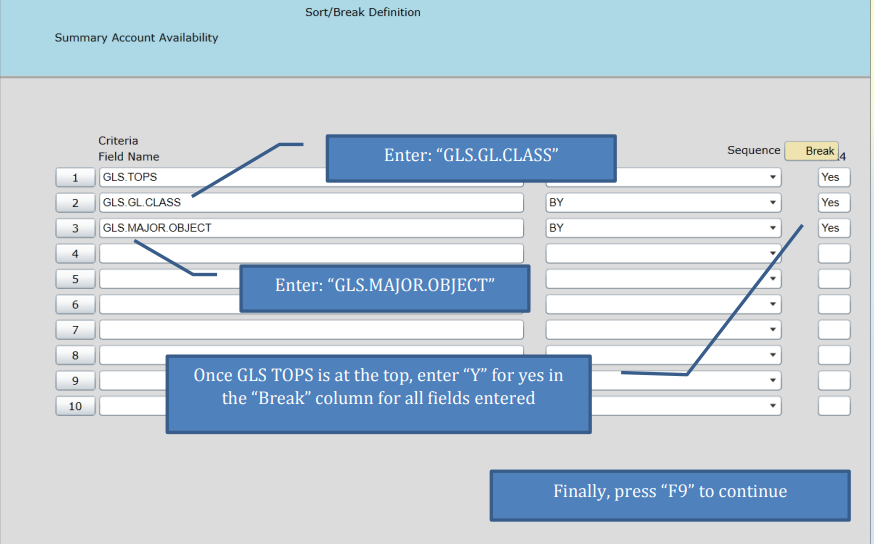 Sort/Break Definition
Summary Account Availability
Criteria
Field Name
Enter: “GLS.GL.CLASS”
Sequence
Break
4
1 GLS.TOPS Yes
2 GLS.GL.CLASS BY Yes
3 GLS.MAJOR.OBJECT BY Yes
4
5
Enter: “GLS.MAJOR.OBJECT”
6
7
8
Once GLS TOPS is at the top, enter “Y” for yes in
9
the “Break” column for all fields entered
10
Finally, press “F9” to continue